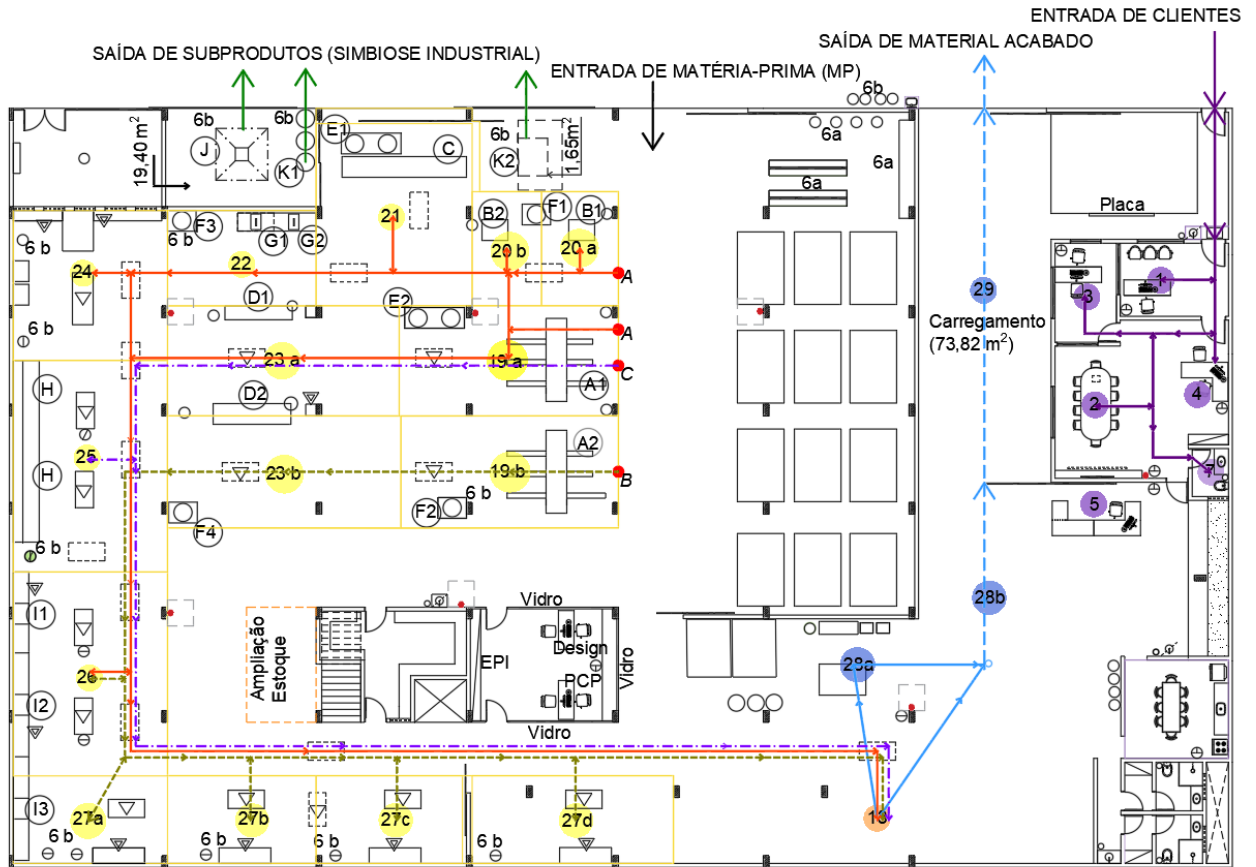 ENTRADA DE CLIENTES
SAÍDA DE MATERIAL ACABADO
SAÍDA DE SUBPRODUTOS (SIMBIOSE INDUSTRIAL)
ENTRADA DE MATÉRIA-PRIMA (MP)
6b
6b
6b
6b
6a
6a
6a
19,40 m²
J
K1
E1
C
K2
1,65m²
Placa
F3
6 b
G1
G2
21
B2
F1
B1
20 b
20 a
6 b
24
22
A
1
3
29
D1
E2
A
Carregamento
(73,82 m²)
6 b
23 a
19 a
C
A1
4
H
D2
2
A2
25
H
23 b
19 b
B
7
F4
F2
6 b
5
6 b
I1
Vidro
28b
Ampliação
Estoque
EPI
Design
PCP
Vidro
28a
26
I2
Vidro
I3
27a
27b
27c
27d
6 b
6 b
6 b